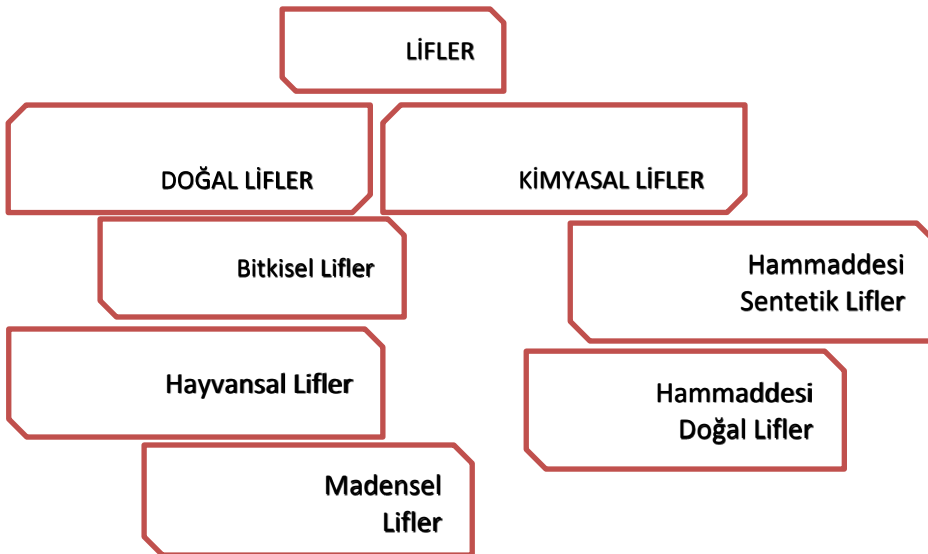 LİFLER
DOĞAL LİFLER
KİMYASAL LİFLER
Bitkisel Lifler
Hammaddesi
Sentetik Lifler
Hayvansal Lifler
Hammaddesi
Doğal Lifler
Madensel
Lifler